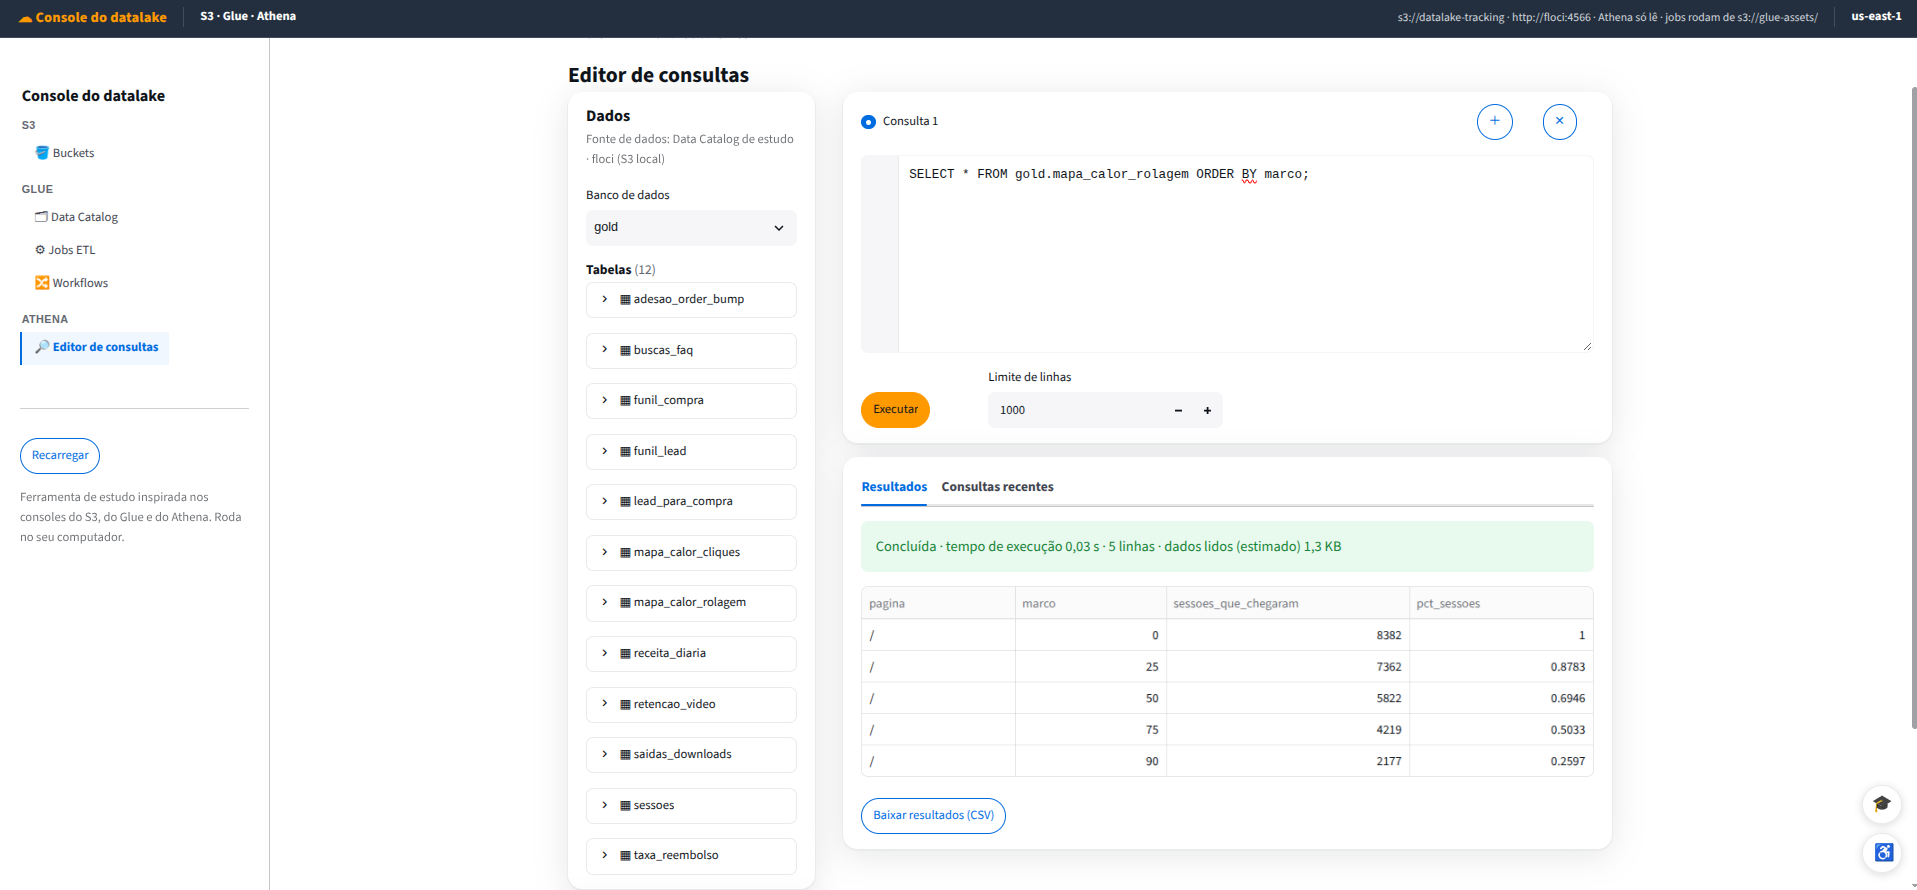 Console do datalake
S3 · Glue · Athena
s3://datalake-tracking · http://floci:4566 · Athena só lê · jobs rodam de s3://glue-assets/
us-east-1
Console do datalake
S3
Buckets
GLUE
Data Catalog
Jobs ETL
Workflows
ATHENA
Editor de consultas
Recarregar
Ferramenta de estudo inspirada nos
consoles do S3, do Glue e do Athena. Roda
no seu computador.
Editor de consultas
Dados
Fonte de dados: Data Catalog de estudo
· floci (S3 local)
Banco de dados
gold
Tabelas (12)
adesao_order_bump
buscas_faq
funil_compra
funil_lead
lead_para_compra
mapa_calor_cliques
mapa_calor_rolagem
receita_diaria
retencao_video
saidas_downloads
sessoes
taxa_reembolso
Consulta 1
SELECT * FROM gold.mapa_calor_rolagem ORDER BY marco;
Limite de linhas
Executar
1000
Resultados
Consultas recentes
Concluída · tempo de execução 0,03 s · 5 linhas · dados lidos (estimado) 1,3 KB
pagina marco sessoes_que_chegaram pct_sessoes
/ 0 8382 1
/ 25 7362 0.8783
/ 50 5822 0.6946
/ 75 4219 0.5033
/ 90 2177 0.2597
Baixar resultados (CSV)